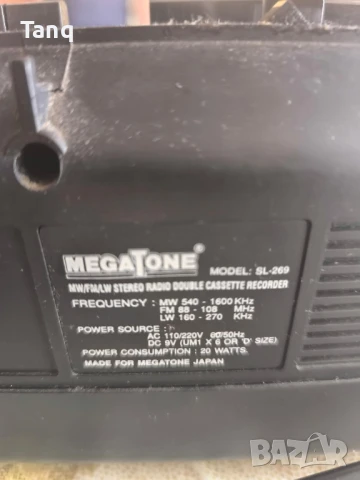 Tanq
MEGATONE®
MODEL: SL-269
MW/FM/LW STEREO RADIO DOUBLE CASSETTE RECORDER
FREQUENCY : MW 540 - 1600 KHz
FM 88 - 108 MHz
LW 160 - 270 KHz
POWER SOURCE :
AC 110/220V 60/50Hz
DC 9V (UM1 X 6 OR 'D' SIZE)
POWER CONSUMPTION : 20 WATTS.
MADE FOR MEGATONE JAPAN
BAZAR
bg